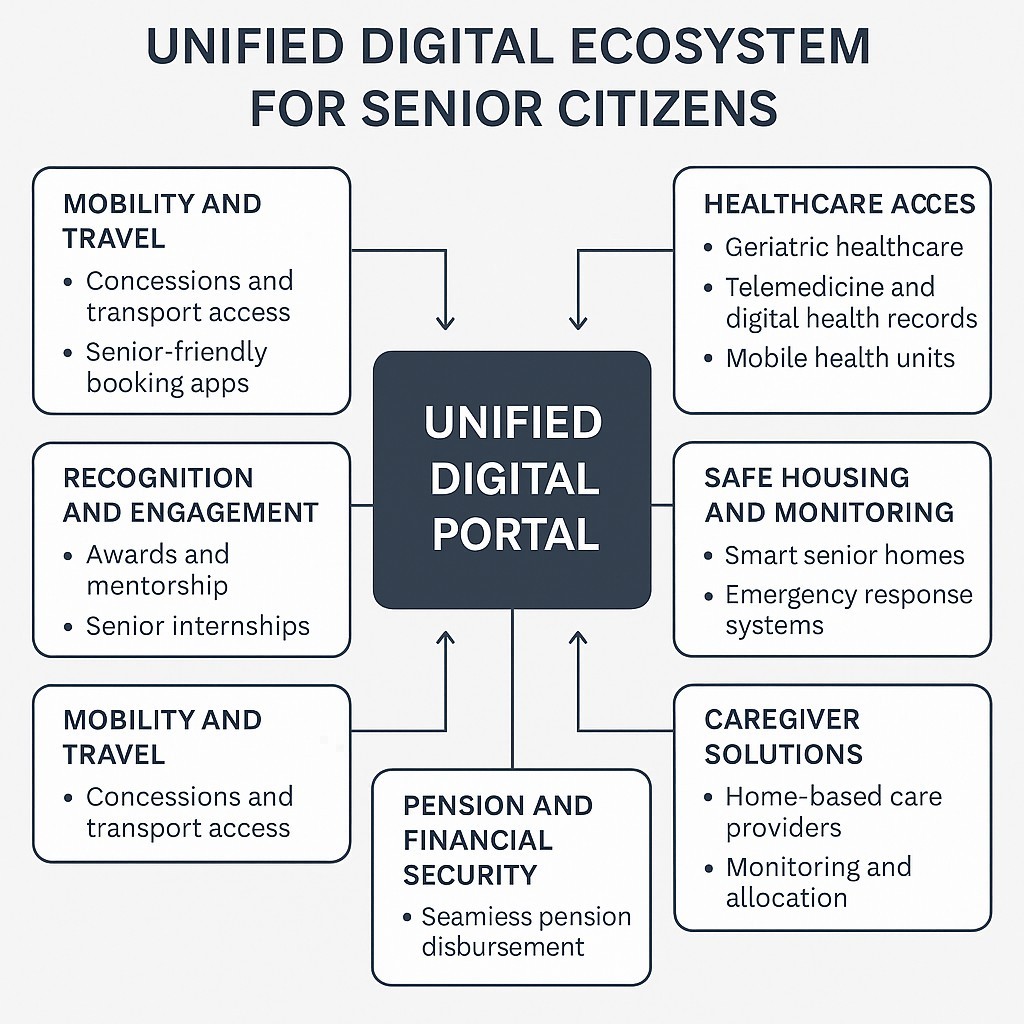 UNIFIED DIGITAL ECOSYSTEM
FOR SENIOR CITIZENS
MOBILITY AND
TRAVEL
• Concessions and
transport access
• Senior-friendly
booking apps
HEALTHCARE ACCES
• Geriatric healthcare
• Telemedicine and
digital health records
• Mobile health units
UNIFIED
DIGITAL
PORTAL
RECOGNITION
AND ENGAGEMENT
• Awards and
mentorship
• Senior internships
SAFE HOUSING
AND MONITORING
• Smart senior homes
• Emergency response
systems
MOBILITY AND
TRAVEL
• Concessions and
transport access
PENSION AND
FINANCIAL
SECURITY
• Seamiess pension
disbursement
CAREGIVER
SOLUTIONS
• Home-based care
providers
• Monitoring and
allocation